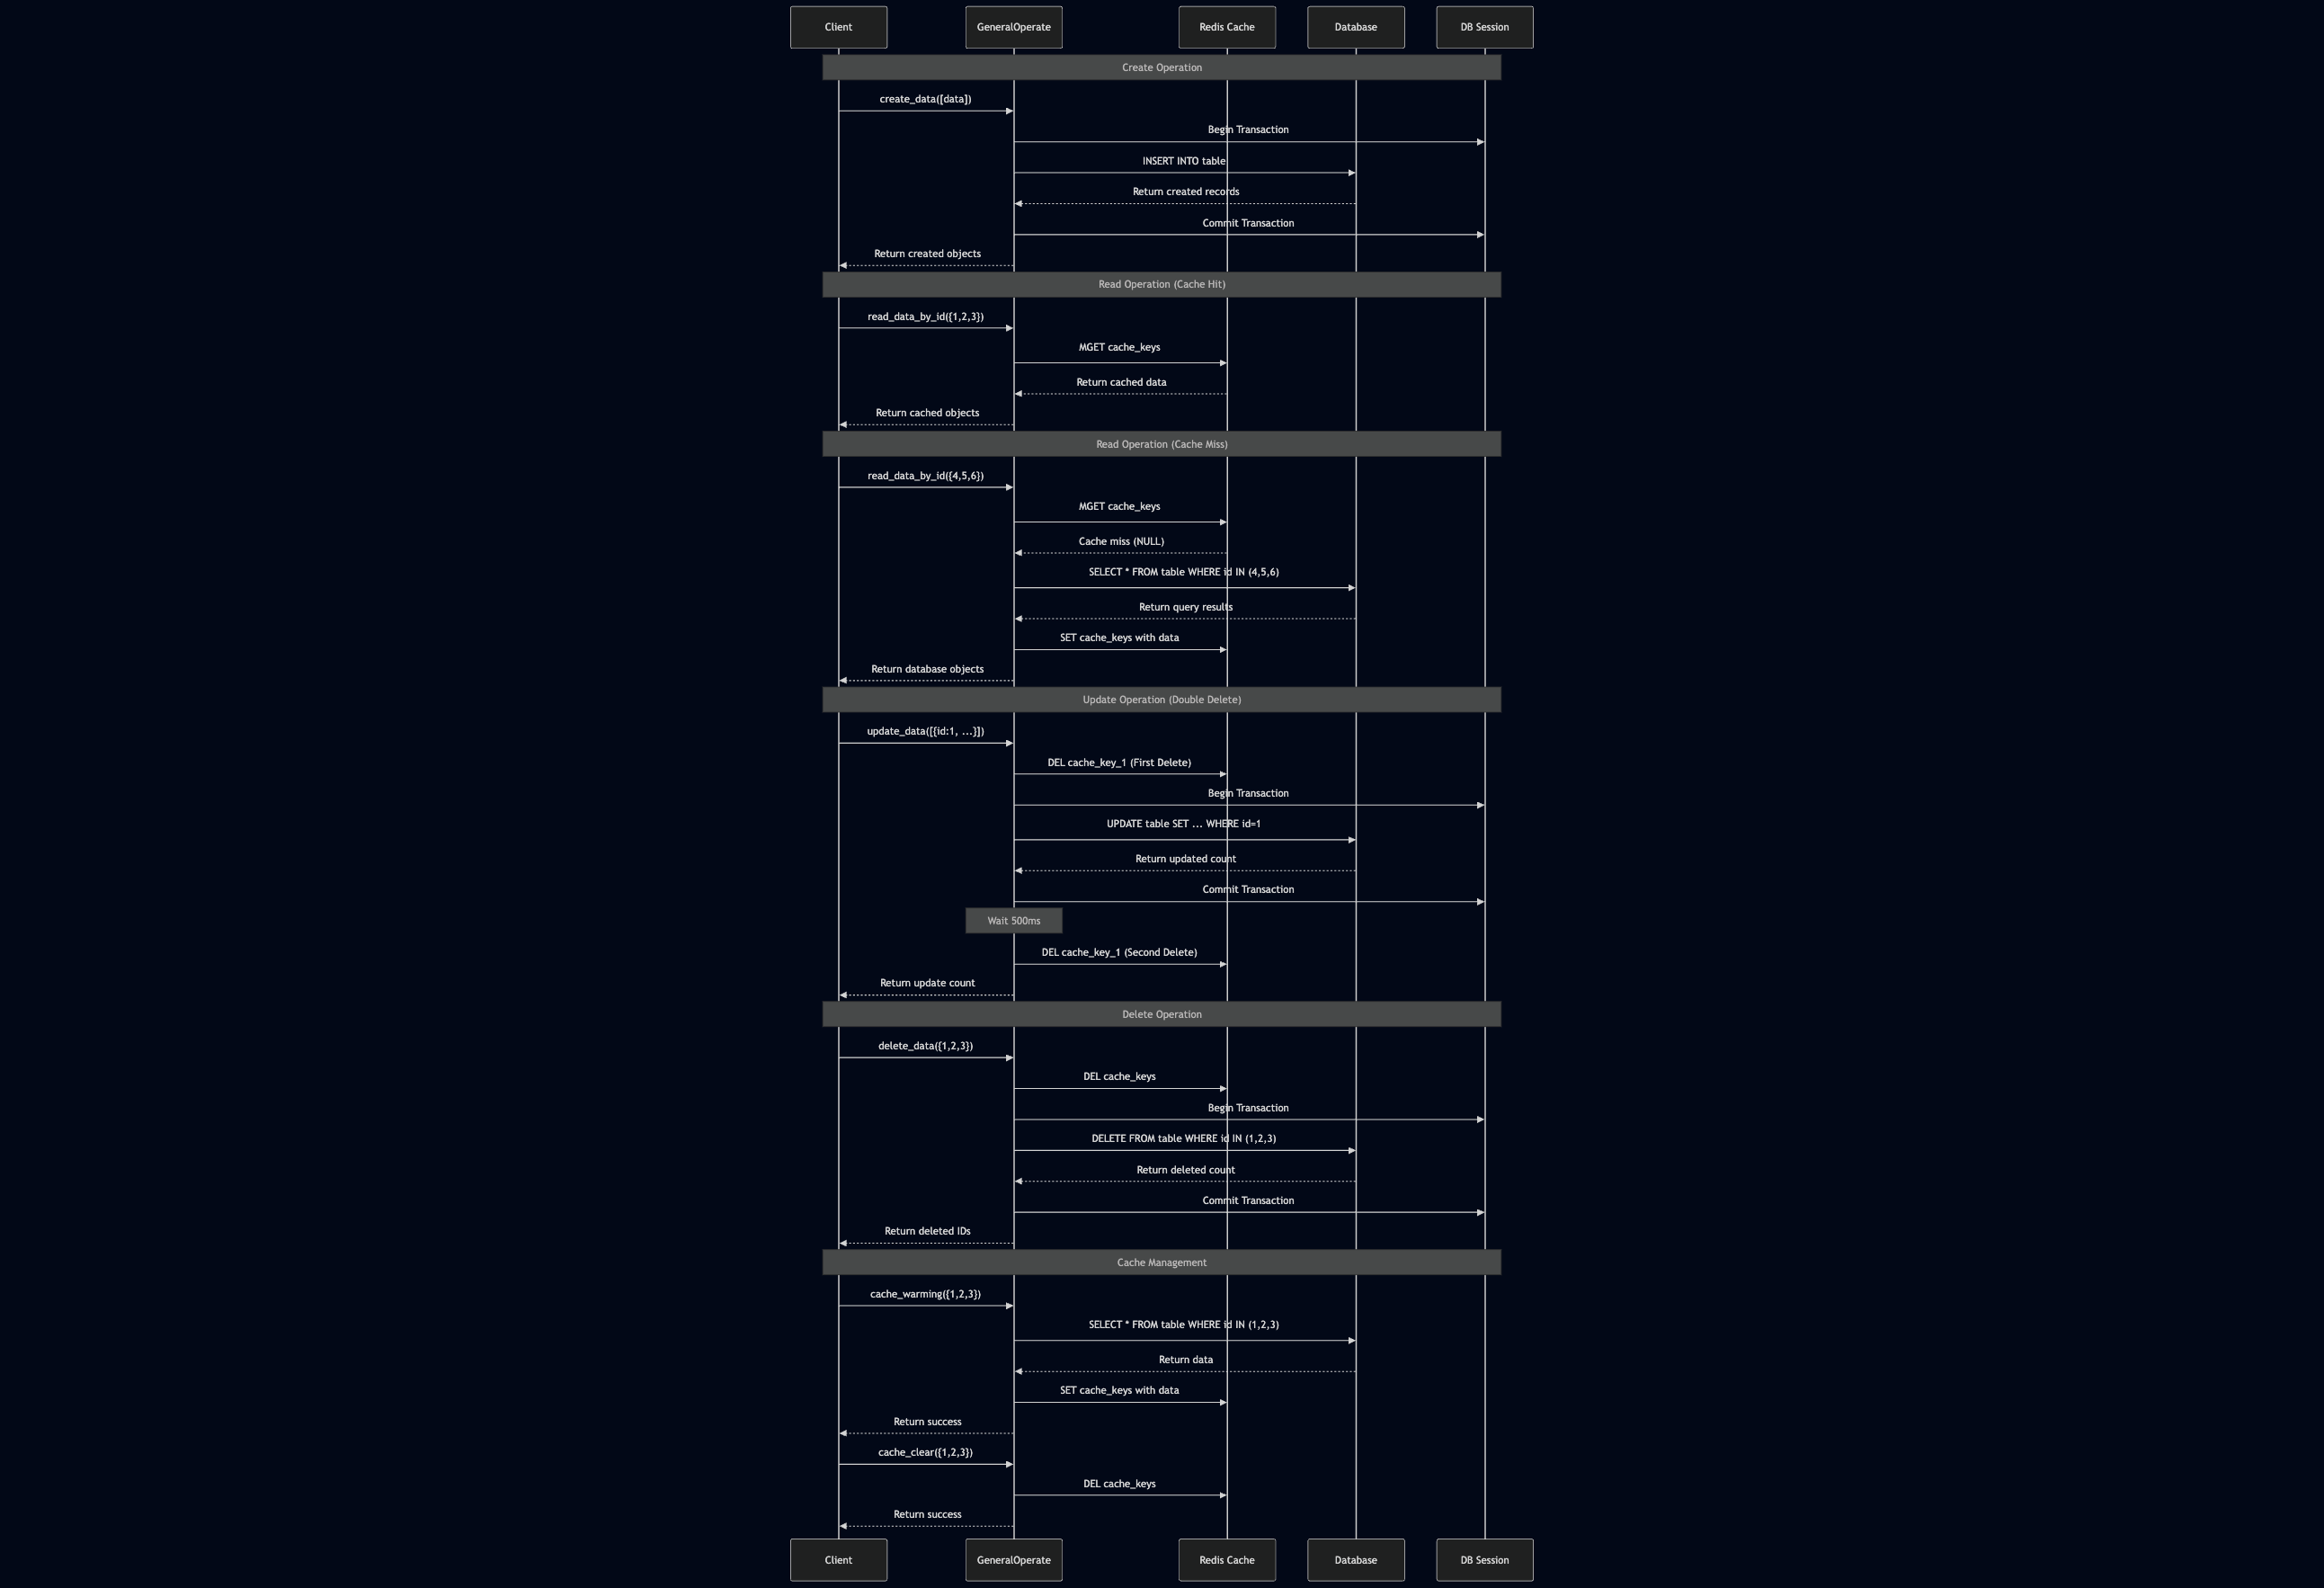 Client
GeneralOperate
Redis Cache
Database
DB Session
Create Operation
create_data([data])
Begin Transaction
INSERT INTO table
Return created records
Commit Transaction
Return created objects
Read Operation (Cache Hit)
read_data_by_id({1,2,3})
MGET cache_keys
Return cached data
Return cached objects
Read Operation (Cache Miss)
read_data_by_id({4,5,6})
MGET cache_keys
Cache miss (NULL)
SELECT * FROM table WHERE id IN (4,5,6)
Return query results
SET cache_keys with data
Return database objects
Update Operation (Double Delete)
update_data([{id:1, ...}])
DEL cache_key_1 (First Delete)
Begin Transaction
UPDATE table SET ... WHERE id=1
Return updated count
Commit Transaction
Wait 500ms
DEL cache_key_1 (Second Delete)
Return update count
Delete Operation
delete_data({1,2,3})
DEL cache_keys
Begin Transaction
DELETE FROM table WHERE id IN (1,2,3)
Return deleted count
Commit Transaction
Return deleted IDs
Cache Management
cache_warming({1,2,3})
SELECT * FROM table WHERE id IN (1,2,3)
Return data
SET cache_keys with data
Return success
cache_clear({1,2,3})
DEL cache_keys
Return success
Client
GeneralOperate
Redis Cache
Database
DB Session